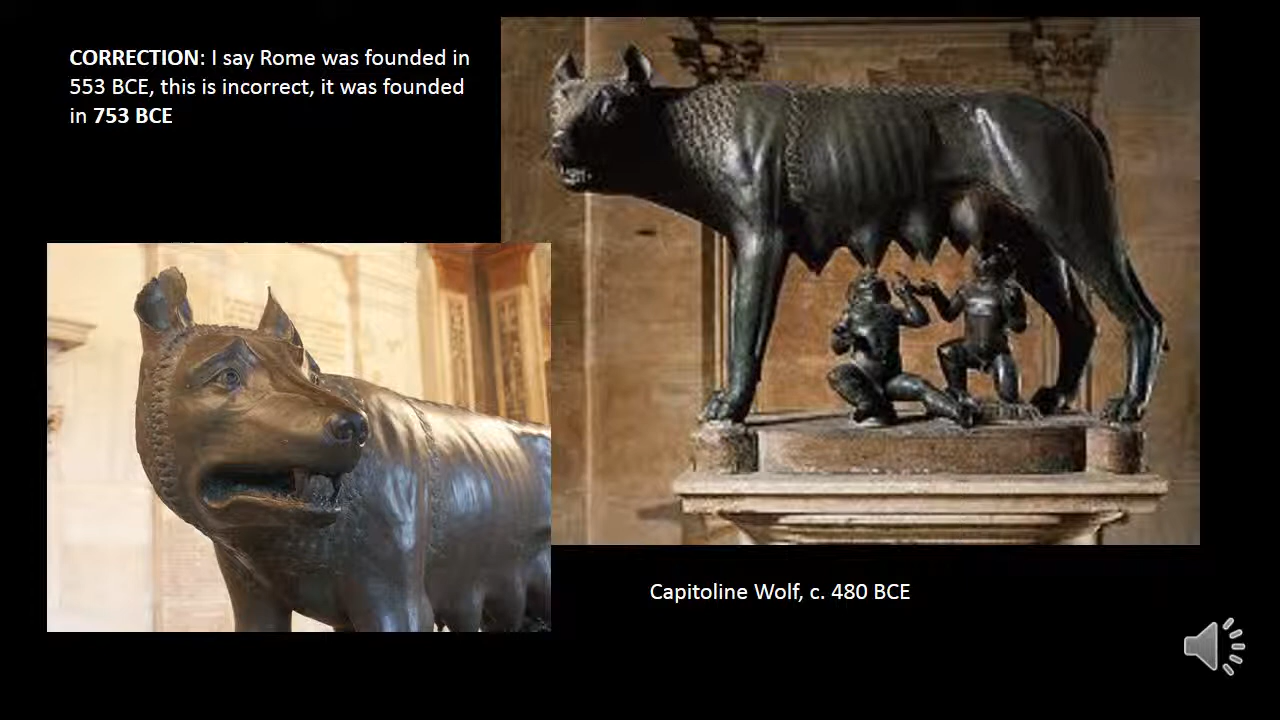 CORRECTION: I say Rome was founded in
553 BCE, this is incorrect, it was founded
in 753 BCE
Capitoline Wolf, c. 480 BCE